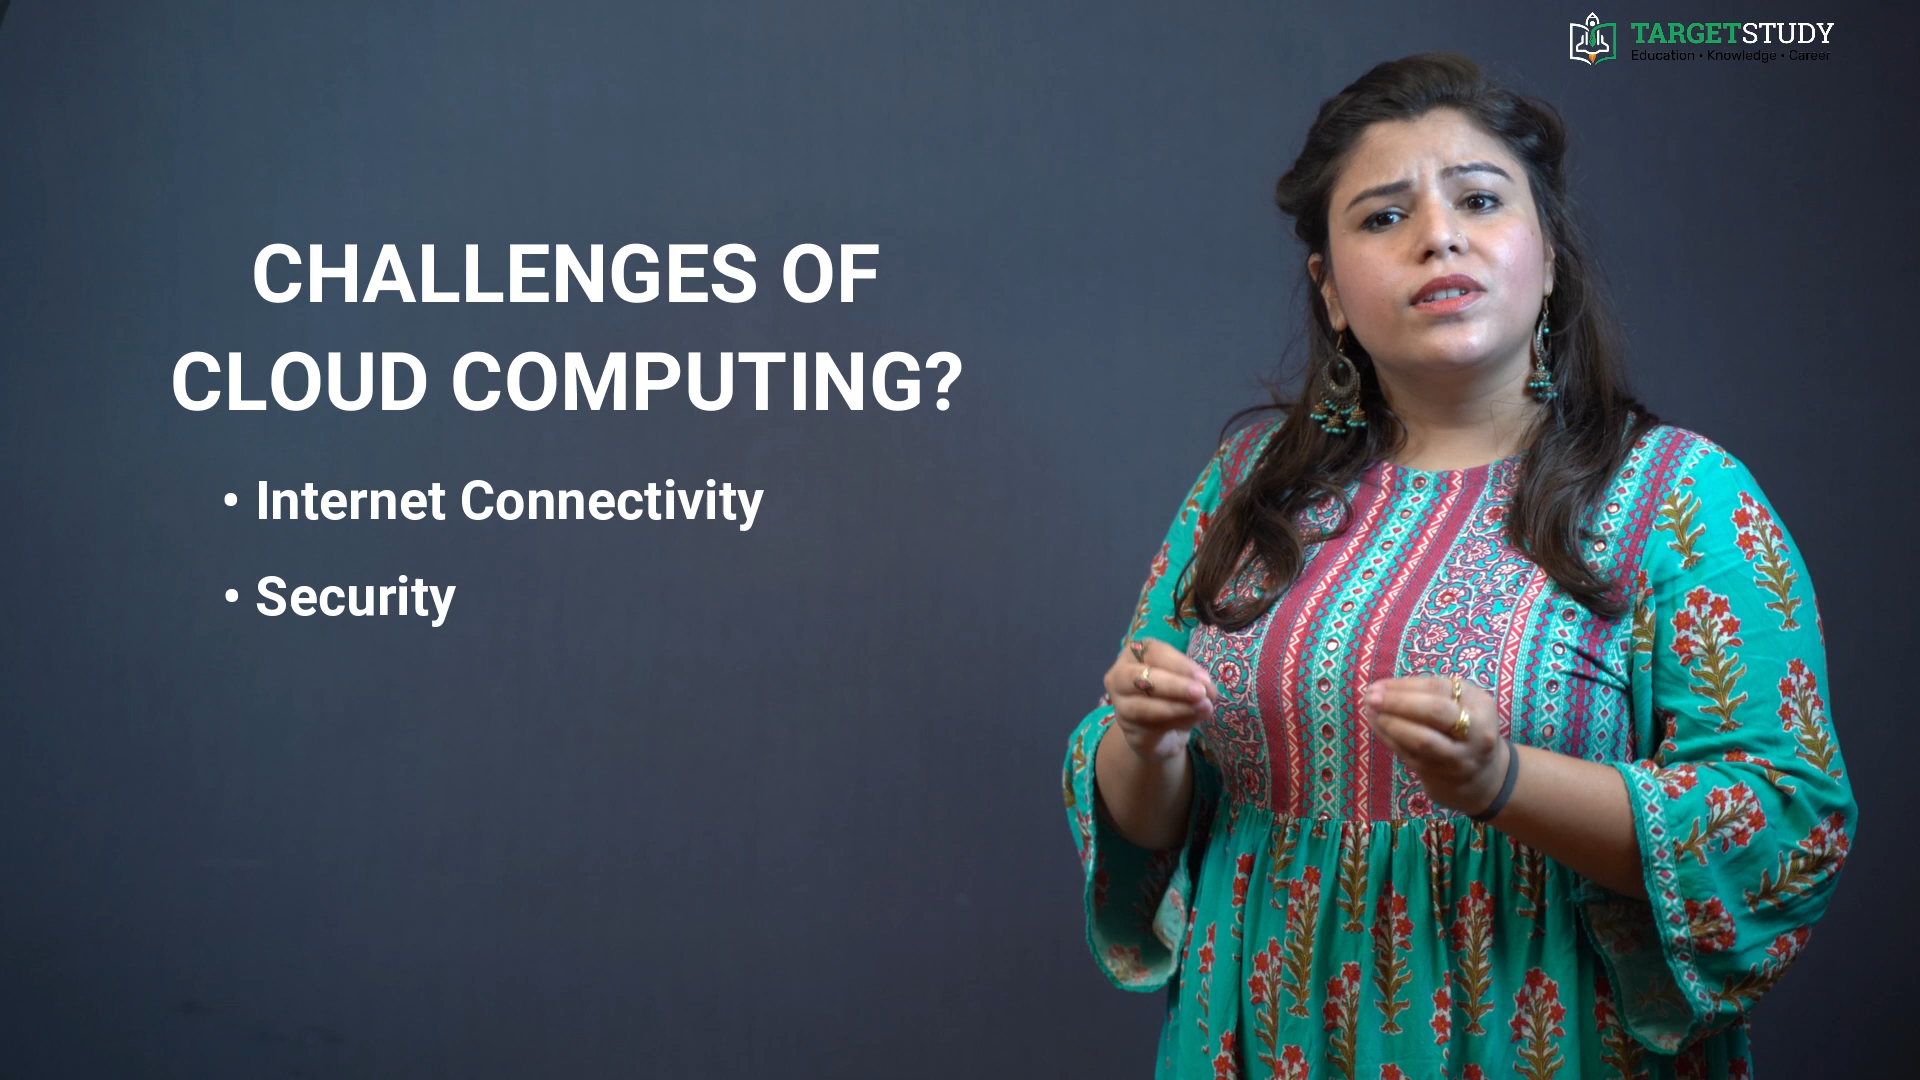 TARGETSTUDY
Education • Knowledge • Career
CHALLENGES OF
CLOUD COMPUTING?
• Internet Connectivity
• Security